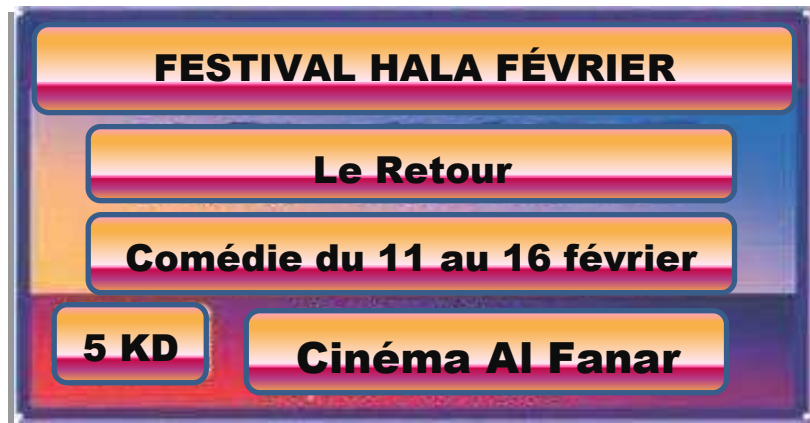 FESTIVAL HALA FÉVRIER
Le Retour
Comédie du 11 au 16 février
5 KD
Cinéma Al Fanar